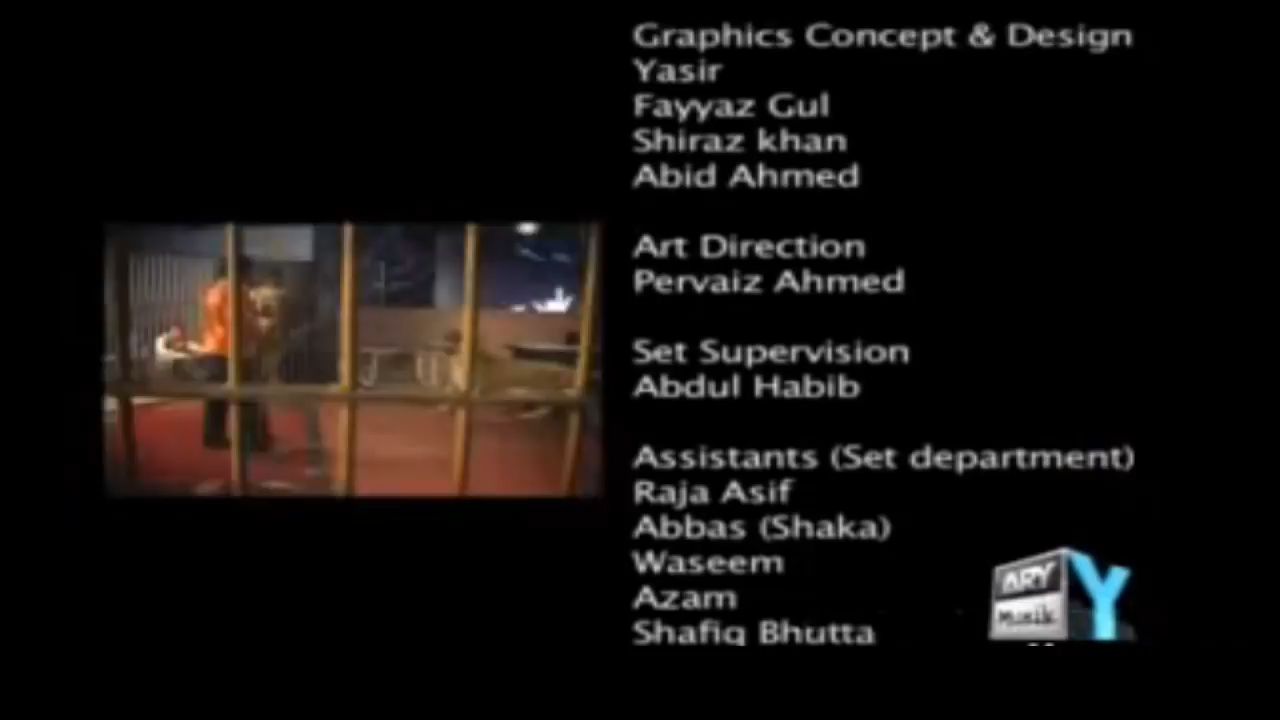 Graphics Concept & Design
Yasir
Fayyaz Gul
Shiraz khan
Abid Ahmed
Art Direction
Pervaiz Ahmed
Set Supervision
Abdul Habib
Assistants (Set department)
Raja Asif
Abbas (Shaka)
Waseem
Azam
Shafiq Bhutta
ARY
Musik
Y